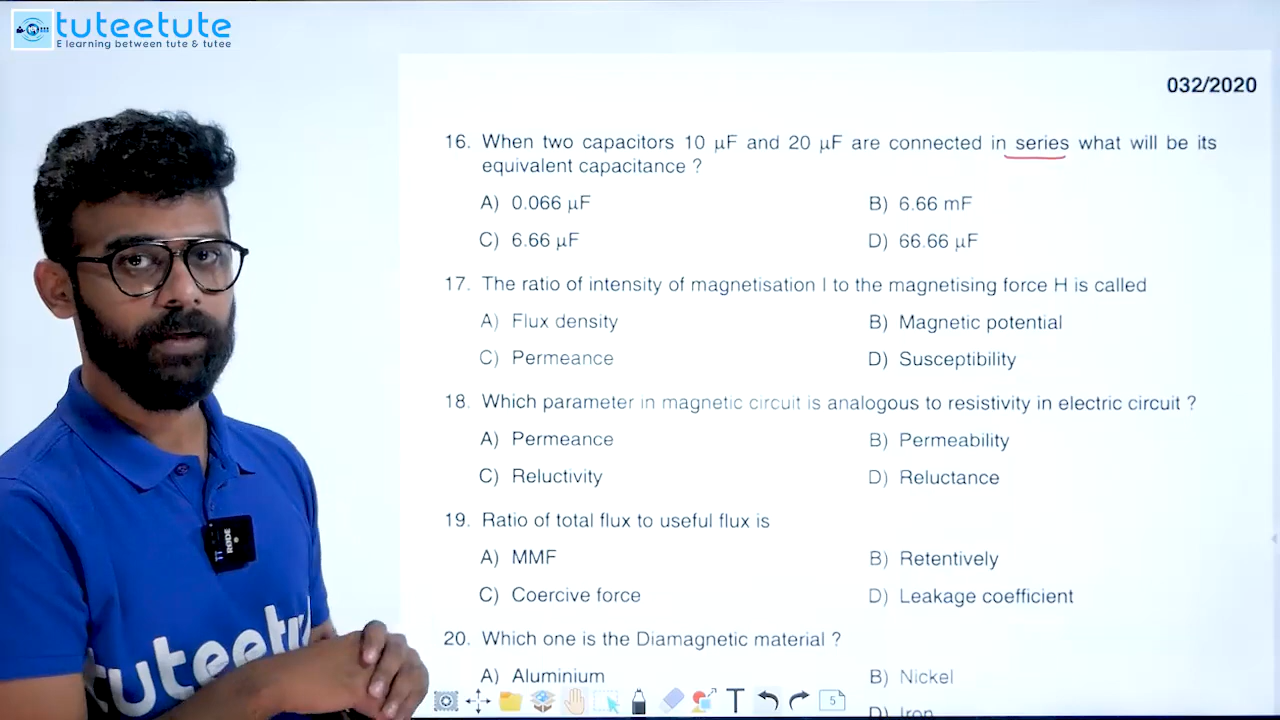 tuteetute
E learning between tute & tutee
032/2020
16. When two capacitors 10 μF and 20 μF are connected in series what will be its
equivalent capacitance ?
A) 0.066 μF
B) 6.66 mF
C) 6.66 μF
D) 66.66 μF
17. The ratio of intensity of magnetisation I to the magnetising force H is called
A) Flux density
B) Magnetic potential
C) Permeance
D) Susceptibility
18. Which parameter in magnetic circuit is analogous to resistivity in electric circuit ?
A) Permeance
B) Permeability
C) Reluctivity
D) Reluctance
19. Ratio of total flux to useful flux is
A) MMF
B) Retentively
C) Coercive force
D) Leakage coefficient
20. Which one is the Diamagnetic material ?
A) Aluminium
B) Nickel
D) Iron
RØDE
tuteetut
T
5